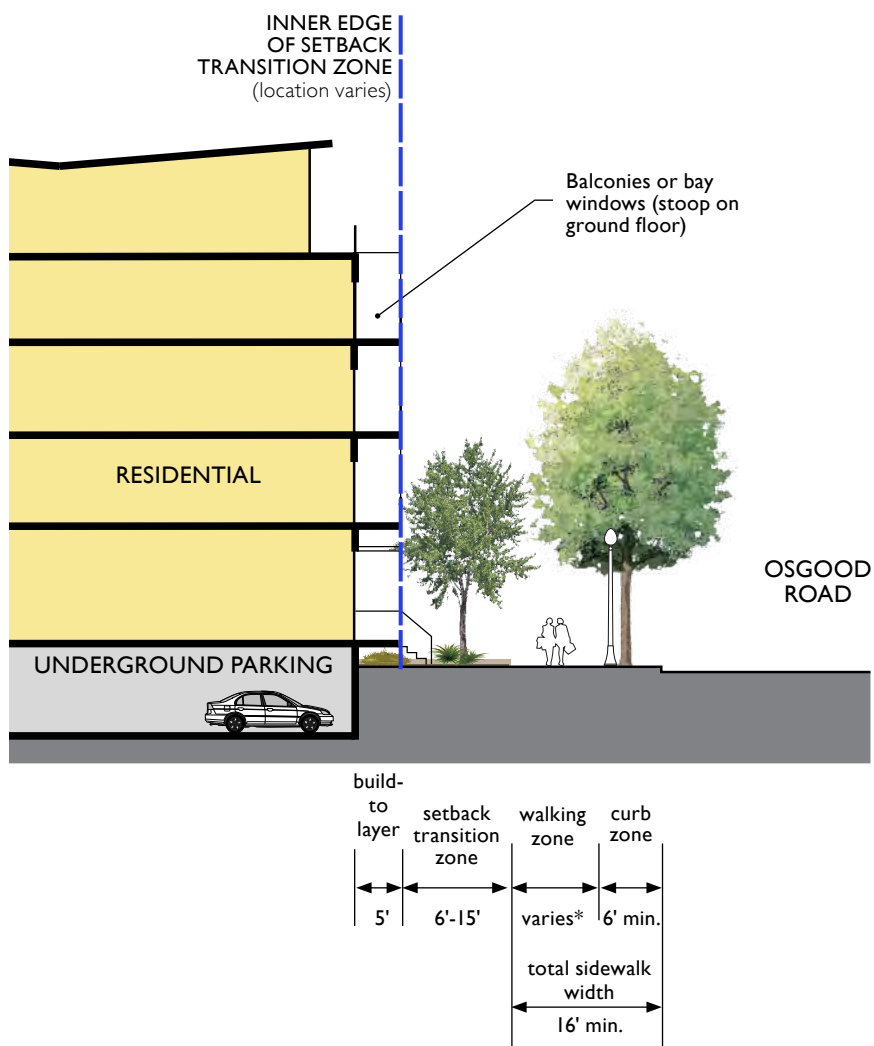 INNER EDGE
OF SETBACK
TRANSITION ZONE
(location varies)
Balconies or bay
windows (stoop on
ground floor)
RESIDENTIAL
OSGOOD
ROAD
UNDERGROUND PARKING
build-
to
layer
setback
transition
zone
walking
zone
curb
zone
5'
6'-15'
varies*
6' min.
total sidewalk
width
16' min.